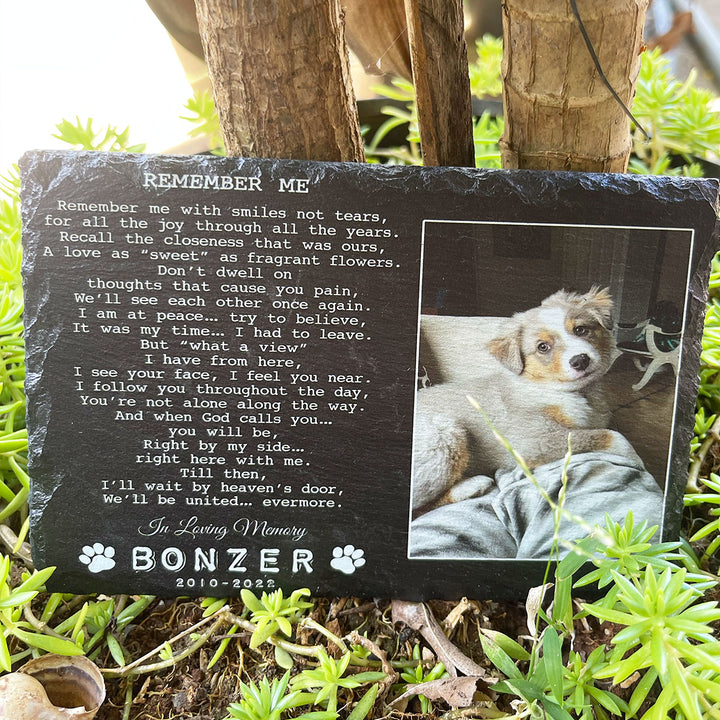 REMEMBER ME
Remember me with smiles not tears,
for all the joy through all the years.
Recall the closeness that was ours,
A love as “sweet” as fragrant flowers.
Don’t dwell on
thoughts that cause you pain,
We’ll see each other once again.
I am at peace… try to believe,
It was my time… I had to leave.
But “what a view”
I have from here,
I see your face, I feel you near.
I follow you throughout the day,
You’re not alone along the way.
And when God calls you…
you will be,
Right by my side…
right here with me.
Till then,
I’ll wait by heaven’s door,
We’ll be united… evermore.
In Loving Memory
BONZER
2010-2022